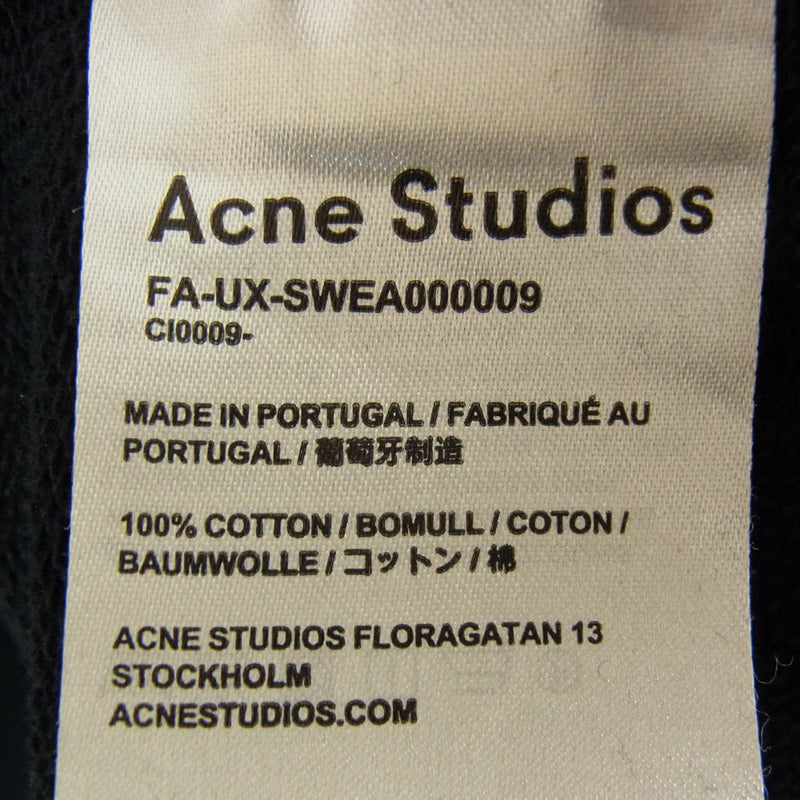 Acne Studios
FA-UX-SWEA000009
CI0009-
MADE IN PORTUGAL / FABRIQUÉ AU
PORTUGAL / 葡萄牙制造
100% COTTON / BOMULL / COTON /
BAUMWOLLE / コットン / 棉
ACNE STUDIOS FLORAGATAN 13
STOCKHOLM
ACNESTUDIOS.COM